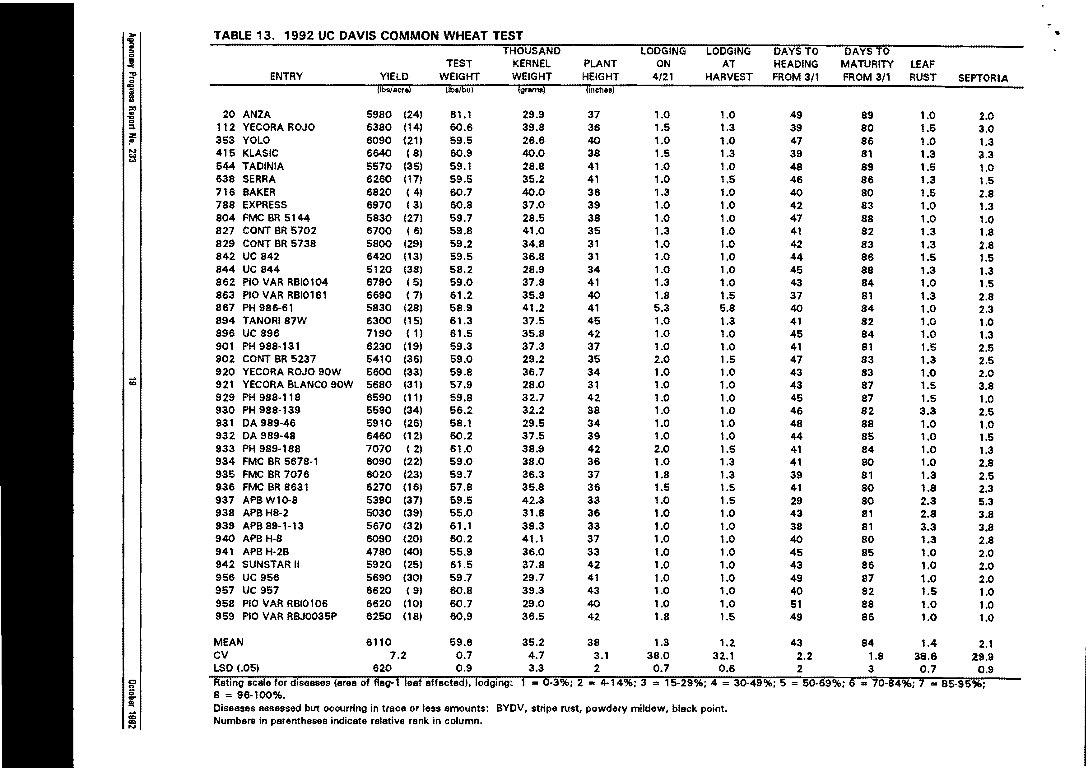 Agronomy Progress Report No. 233
19
October 1992
TABLE 13. 1992 UC DAVIS COMMON WHEAT TEST
THOUSAND LODGING LODGING DAYS TO DAYS TO
TEST KERNEL PLANT ON AT HEADING MATURITY LEAF
ENTRY YIELD WEIGHT WEIGHT HEIGHT 4/21 HARVEST FROM 3/1 FROM 3/1 RUST SEPTORIA
(lbs/acre) (lbs/bu) (grams) (inches)
20 ANZA 5980 (24) 61.1 29.9 37 1.0 1.0 49 89 1.0 2.0
112 YECORA ROJO 6380 (14) 60.6 39.8 36 1.5 1.3 39 80 1.5 3.0
353 YOLO 6090 (21) 59.5 26.6 40 1.0 1.0 47 86 1.0 1.3
415 KLASIC 6640 ( 8) 60.9 40.0 38 1.5 1.3 39 81 1.3 3.3
544 TADINIA 5570 (35) 59.1 28.8 41 1.0 1.0 48 89 1.5 1.0
638 SERRA 6260 (17) 59.5 35.2 41 1.0 1.5 46 86 1.3 1.5
716 BAKER 6820 ( 4) 60.7 40.0 36 1.3 1.0 40 80 1.5 2.8
788 EXPRESS 6970 ( 3) 60.8 37.0 39 1.0 1.0 42 83 1.0 1.3
804 FMC BR 5144 5830 (27) 59.7 28.5 38 1.0 1.0 47 88 1.0 1.0
827 CONT BR 5702 6700 ( 6) 59.8 41.0 35 1.3 1.0 41 82 1.3 1.8
829 CONT BR 5738 5800 (29) 59.2 34.8 31 1.0 1.0 42 83 1.3 2.8
842 UC 842 6420 (13) 59.5 36.8 31 1.0 1.0 44 86 1.5 1.5
844 UC 844 5120 (38) 58.2 28.9 34 1.0 1.0 45 88 1.3 1.3
862 PIO VAR RBI0104 6780 ( 5) 59.0 37.9 41 1.3 1.0 43 84 1.0 1.5
863 PIO VAR RBI0161 6690 ( 7) 61.2 35.9 40 1.8 1.5 37 81 1.3 2.8
867 PH 986-61 5830 (28) 58.9 41.2 41 5.3 5.8 40 84 1.0 2.3
894 TANORI 87W 6300 (15) 61.3 37.5 45 1.0 1.3 41 82 1.0 1.0
896 UC 896 7190 ( 1) 61.5 35.8 42 1.0 1.0 45 84 1.0 1.3
901 PH 988-131 6230 (19) 59.3 37.3 37 1.0 1.0 41 81 1.5 2.5
902 CONT BR 5237 5410 (36) 59.0 29.2 35 2.0 1.5 47 83 1.3 2.5
920 YECORA ROJO 90W 5600 (33) 59.8 36.7 34 1.0 1.0 43 83 1.0 2.0
921 YECORA BLANCO 90W 5680 (31) 57.9 28.0 31 1.0 1.0 43 87 1.5 3.8
929 PH 988-118 6590 (11) 59.8 32.7 42 1.0 1.0 45 87 1.5 1.0
930 PH 988-139 5590 (34) 56.2 32.2 38 1.0 1.0 46 82 3.3 2.5
931 DA 989-46 5910 (26) 58.1 29.5 34 1.0 1.0 48 88 1.0 1.0
932 DA 989-48 6460 (12) 60.2 37.5 39 1.0 1.0 44 85 1.0 1.5
933 PH 989-188 7070 ( 2) 61.0 38.9 42 2.0 1.5 41 84 1.0 1.3
934 FMC BR 5678-1 6090 (22) 59.0 38.0 36 1.0 1.3 41 80 1.0 2.8
935 FMC BR 7076 6020 (23) 59.7 36.3 37 1.8 1.3 39 81 1.3 2.5
936 FMC BR 8631 6270 (16) 57.8 35.8 36 1.5 1.5 41 80 1.8 2.3
937 APB W10-8 5390 (37) 59.5 42.3 33 1.0 1.5 29 80 2.3 5.3
938 APB H8-2 5030 (39) 55.0 31.8 36 1.0 1.0 43 81 2.8 3.8
939 APB 89-1-13 5670 (32) 61.1 38.3 33 1.0 1.0 38 81 3.3 3.8
940 APB H-8 6090 (20) 60.2 41.1 37 1.0 1.0 40 80 1.3 2.8
941 APB H-2B 4780 (40) 55.9 36.0 33 1.0 1.0 45 85 1.0 2.0
942 SUNSTAR II 5920 (25) 61.5 37.8 42 1.0 1.0 43 86 1.0 2.0
956 UC 956 5690 (30) 59.7 29.7 41 1.0 1.0 49 87 1.0 2.0
957 UC 957 6620 ( 9) 60.8 39.3 43 1.0 1.0 40 82 1.5 1.0
958 PIO VAR RBI0106 6620 (10) 60.7 29.0 40 1.0 1.0 51 88 1.0 1.0
959 PIO VAR RBJ0035P 6250 (18) 60.9 36.5 42 1.8 1.5 49 86 1.0 1.0
MEAN 6110 59.6 35.2 38 1.3 1.2 43 84 1.4 2.1
CV 7.2 0.7 4.7 3.1 38.0 32.1 2.2 1.8 38.6 29.9
LSD (.05) 620 0.9 3.3 2 0.7 0.6 2 3 0.7 0.9
Rating scale for diseases (area of flag-1 leaf affected), lodging: 1 = 0-3%; 2 = 4-14%; 3 = 15-29%; 4 = 30-49%; 5 = 50-69%; 6 = 70-84%; 7 = 85-95%;
8 = 96-100%.
Diseases assessed but occurring in trace or less amounts: BYDV, stripe rust, powdery mildew, black point.
Numbers in parentheses indicate relative rank in column.